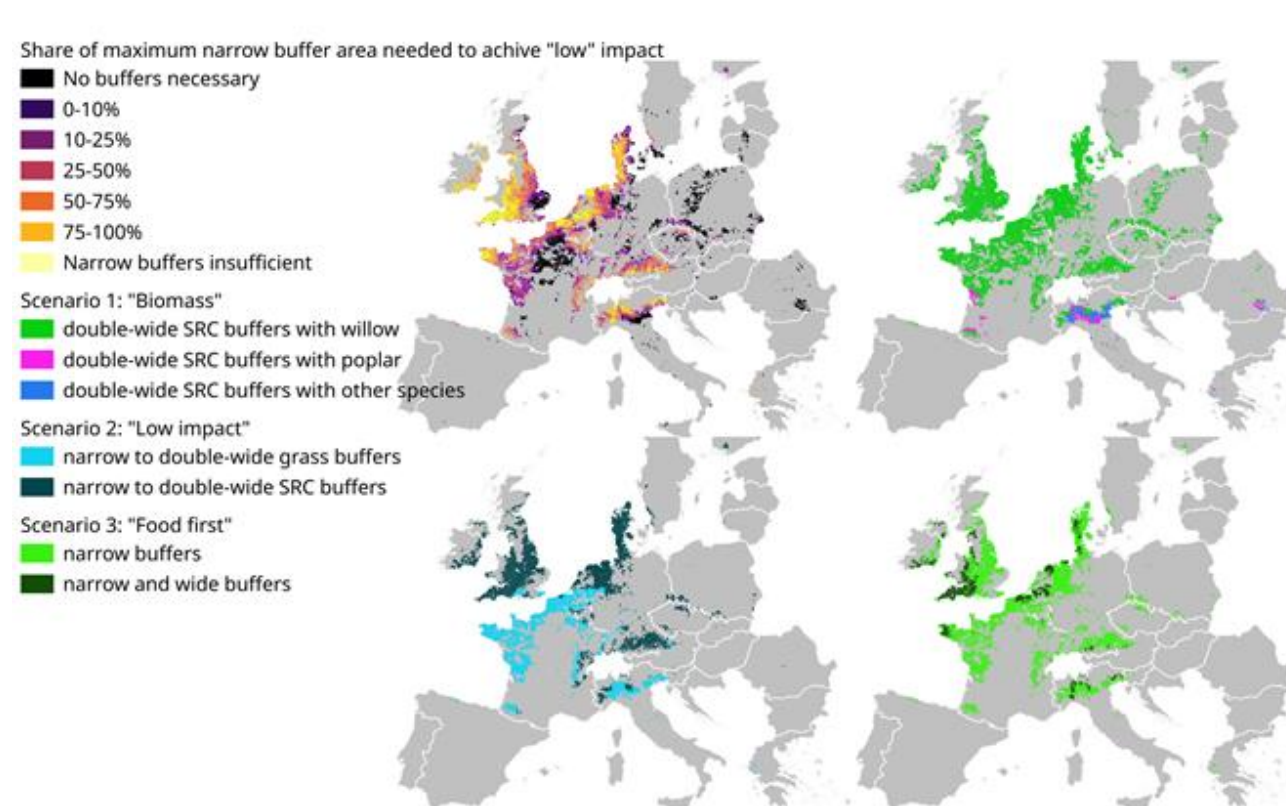 Share of maximum narrow buffer area needed to achive "low" impact
No buffers necessary
0-10%
10-25%
25-50%
50-75%
75-100%
Narrow buffers insufficient
Scenario 1: "Biomass"
double-wide SRC buffers with willow
double-wide SRC buffers with poplar
double-wide SRC buffers with other species
Scenario 2: "Low impact"
narrow to double-wide grass buffers
narrow to double-wide SRC buffers
Scenario 3: "Food first"
narrow buffers
narrow and wide buffers